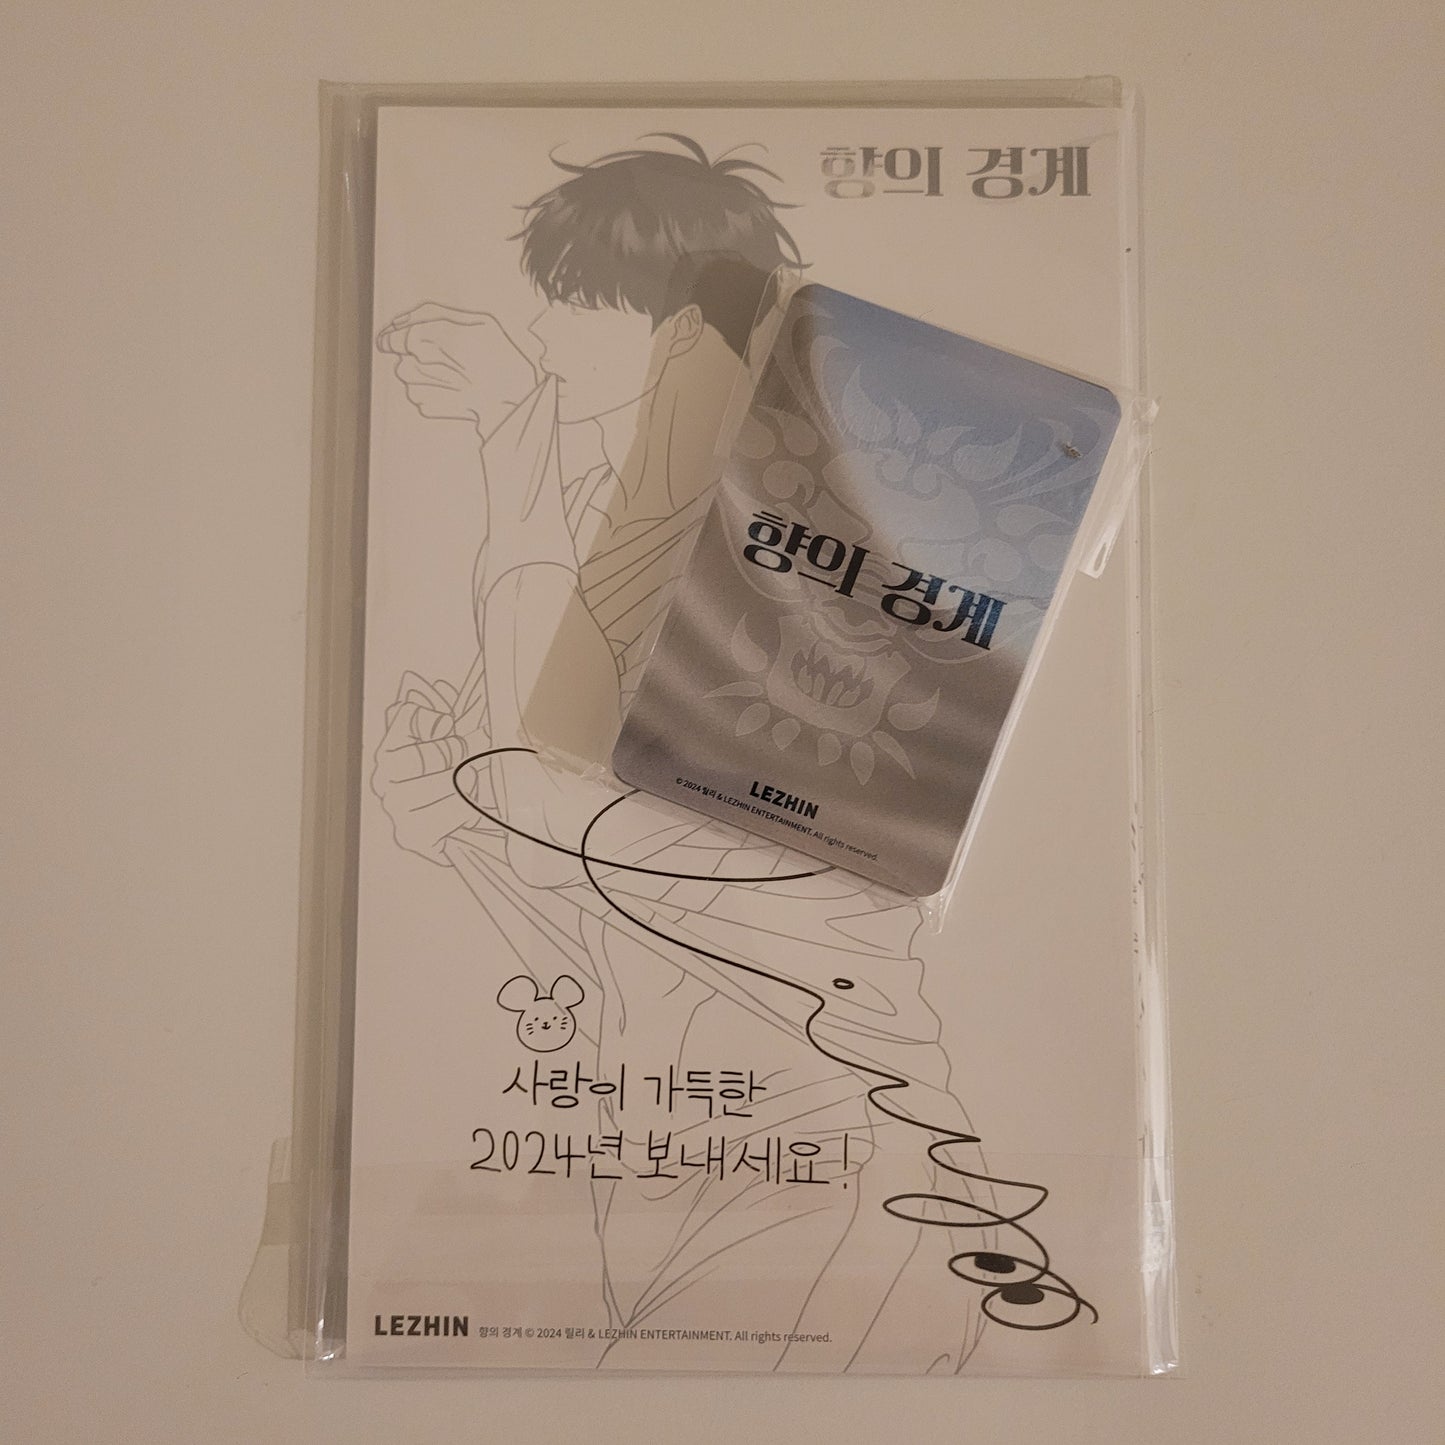 향의 경계
향의 경계
LEZHIN
© 2024 릴리 & LEZHIN ENTERTAINMENT. All rights reserved.
사랑이 가득한
2024년 보내세요!
LEZHIN 향의 경계 © 2024 릴리 & LEZHIN ENTERTAINMENT. All rights reserved.